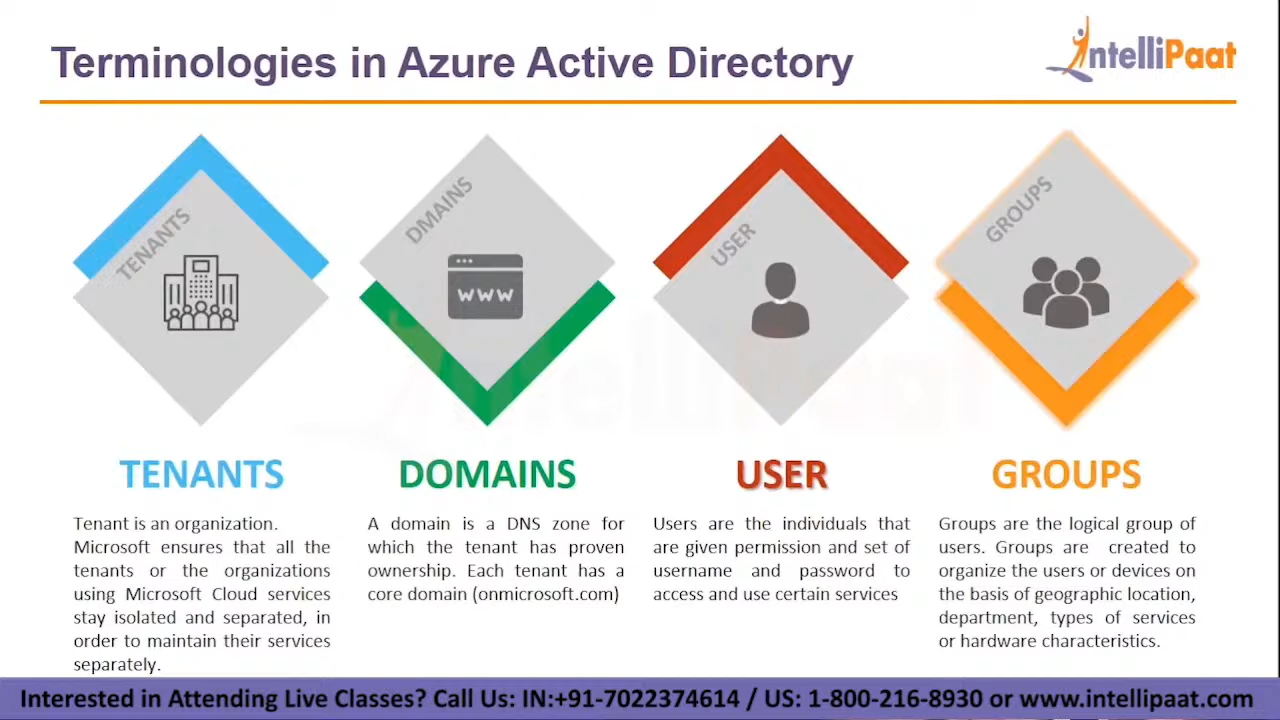 Terminologies in Azure Active Directory
IntelliPaat
TENANTS
DMAINS
USER
GROUPS
WWW
IntelliPaat
TENANTS
Tenant is an organization.
Microsoft ensures that all the
tenants or the organizations
using Microsoft Cloud services
stay isolated and separated, in
order to maintain their services
separately.
DOMAINS
A domain is a DNS zone for
which the tenant has proven
ownership. Each tenant has a
core domain (onmicrosoft.com)
USER
Users are the individuals that
are given permission and set of
username and password to
access and use certain services
GROUPS
Groups are the logical group of
users. Groups are created to
organize the users or devices on
the basis of geographic location,
department, types of services
or hardware characteristics.
Interested in Attending Live Classes? Call Us: IN:+91-7022374614 / US: 1-800-216-8930 or www.intellipaat.com